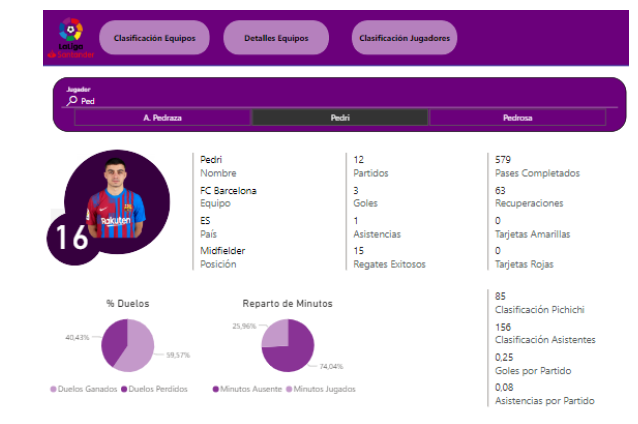 LaLiga
Santander
Clasificación Equipos
Detalles Equipos
Clasificación Jugadores
Jugador
Ped
A. Pedraza
Pedri
Pedrosa
Rakuten
16
Pedri
Nombre
FC Barcelona
Equipo
ES
País
Midfielder
Posición
12
Partidos
3
Goles
1
Asistencias
15
Regates Exitosos
579
Pases Completados
63
Recuperaciones
0
Tarjetas Amarillas
0
Tarjetas Rojas
% Duelos
40,43%
59,57%
Duelos Ganados
Duelos Perdidos
Reparto de Minutos
25,96%
74,04%
Minutos Ausente
Minutos Jugados
85
Clasificación Pichichi
156
Clasificación Asistentes
0,25
Goles por Partido
0,08
Asistencias por Partido